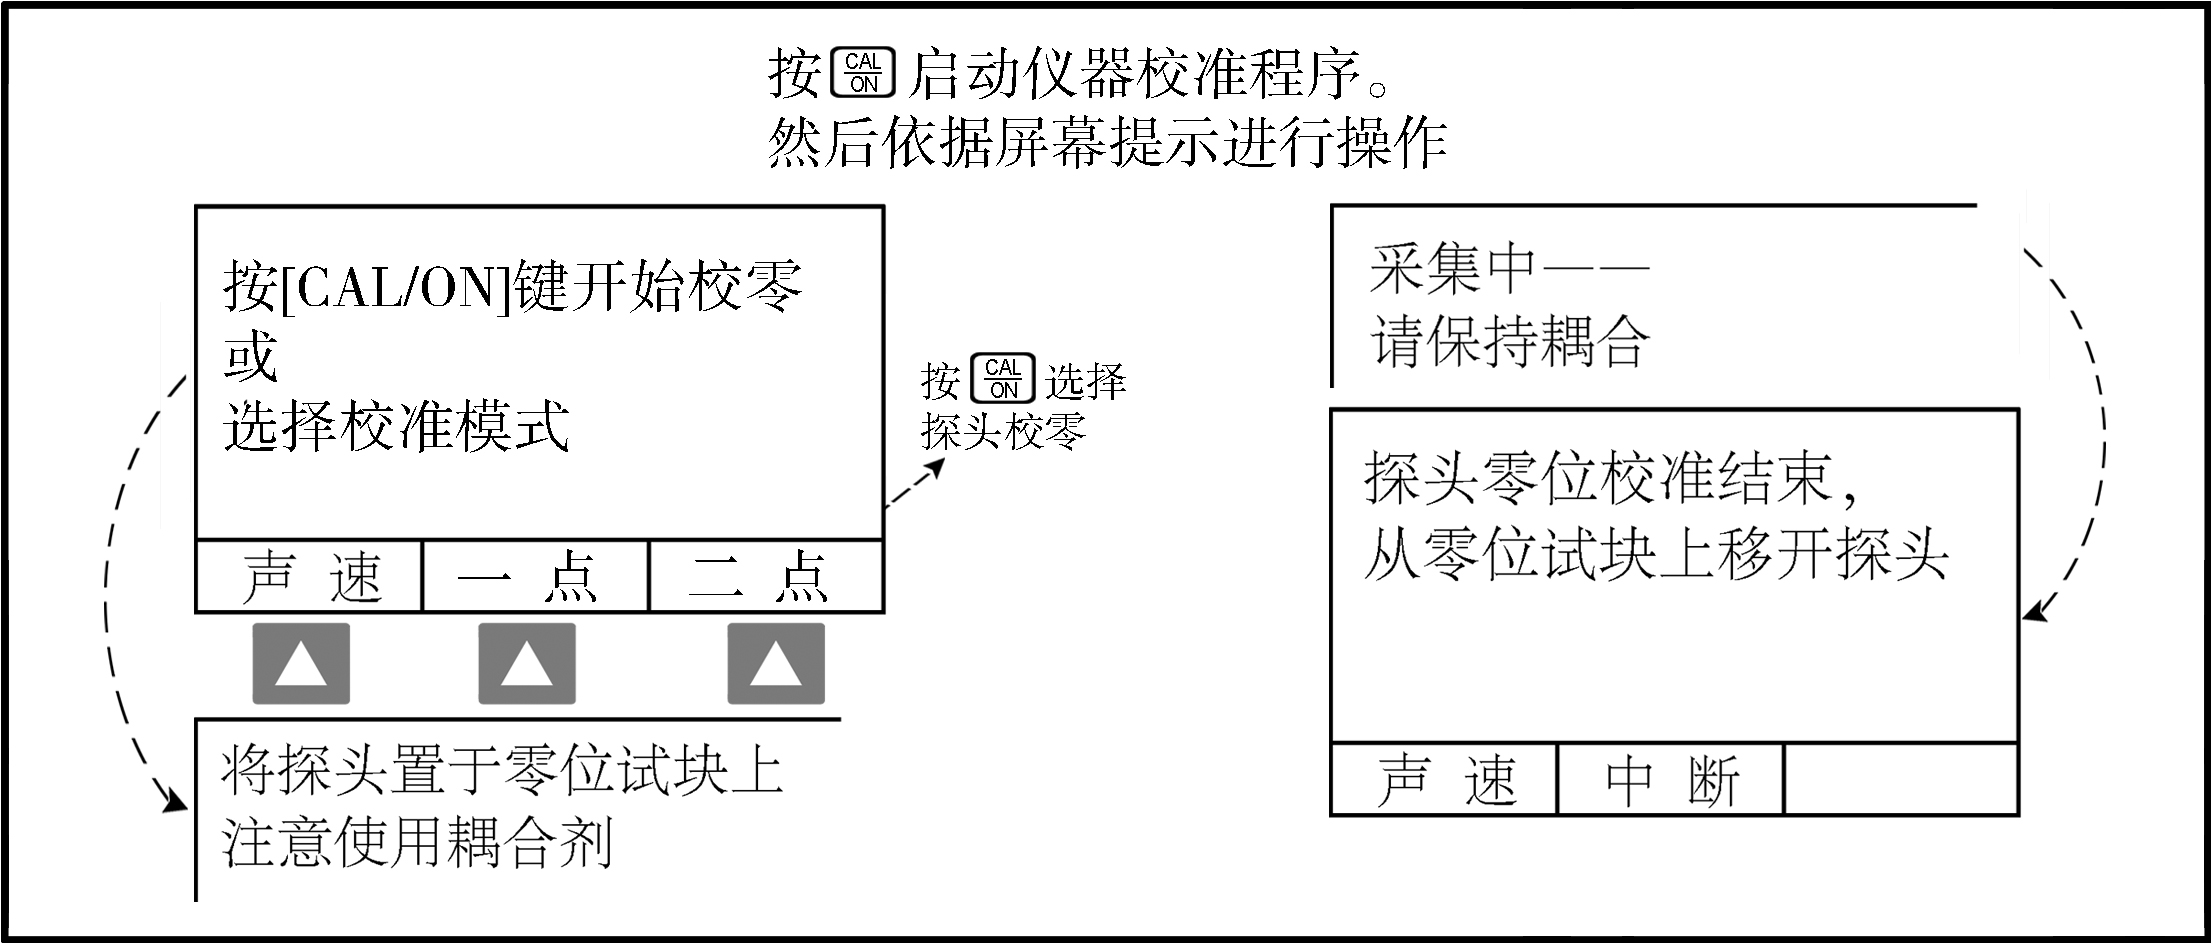 按 CAL ON 启动仪器校准程序。
然后依据屏幕提示进行操作
按[CAL/ON]键开始校零
或
选择校准模式
声 速 一 点 二 点
按 CAL ON 选择
探头校零
将探头置于零位试块上
注意使用耦合剂
采集中——
请保持耦合
探头零位校准结束，
从零位试块上移开探头
声 速 中 断